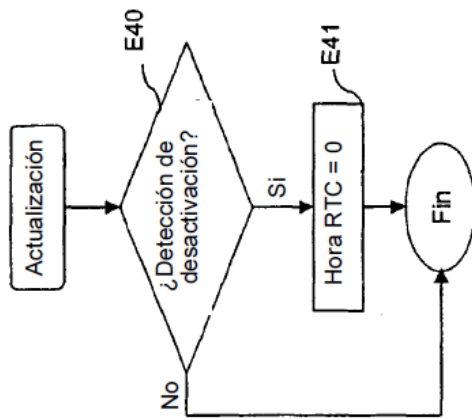 Actualización
E40
¿Detección de
desactivación?
No
Si
E41
Hora RTC = 0
Fin